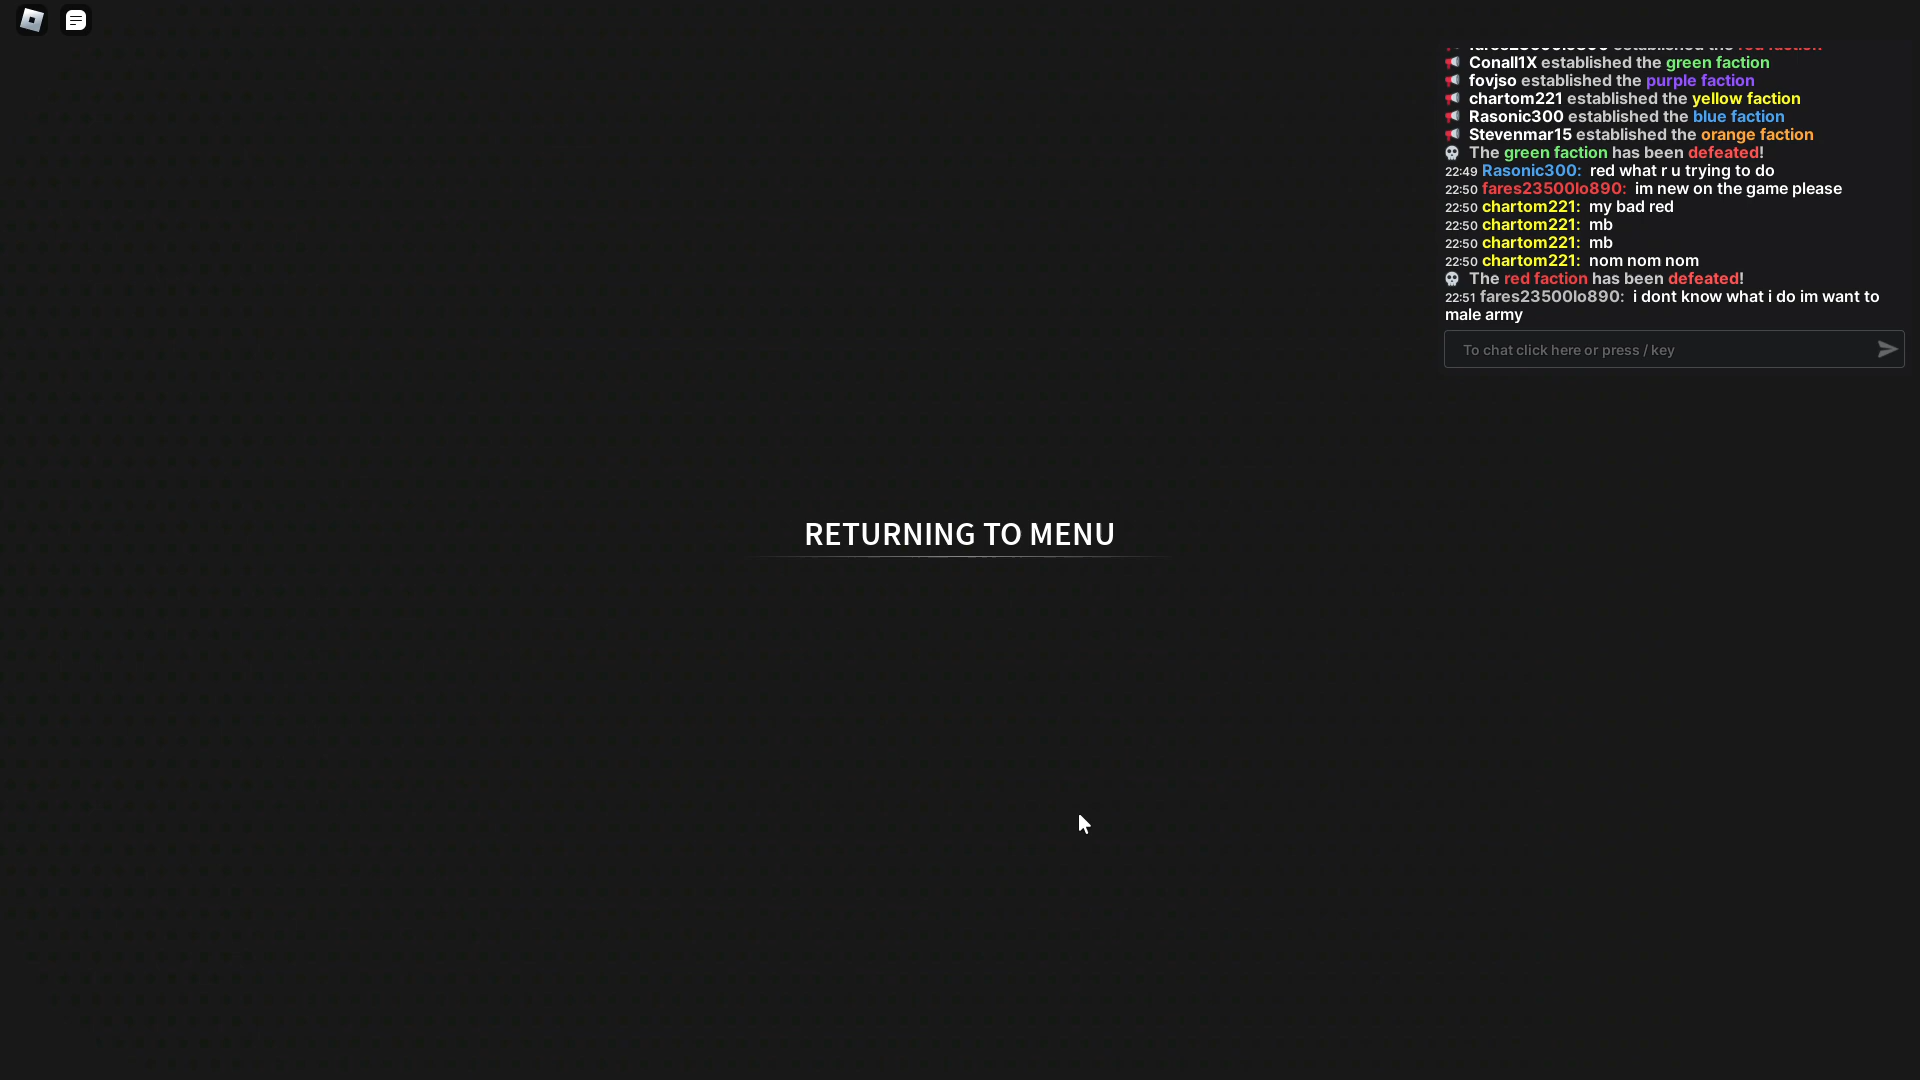 fares23500lo890 established the red faction
Conall1X established the green faction
fovjso established the purple faction
chartom221 established the yellow faction
Rasonic300 established the blue faction
Stevenmar15 established the orange faction
The green faction has been defeated!
22:49 Rasonic300: red what r u trying to do
22:50 fares23500lo890: im new on the game please
22:50 chartom221: my bad red
22:50 chartom221: mb
22:50 chartom221: mb
22:50 chartom221: nom nom nom
The red faction has been defeated!
22:51 fares23500lo890: i dont know what i do im want to
male army
To chat click here or press / key
RETURNING TO MENU